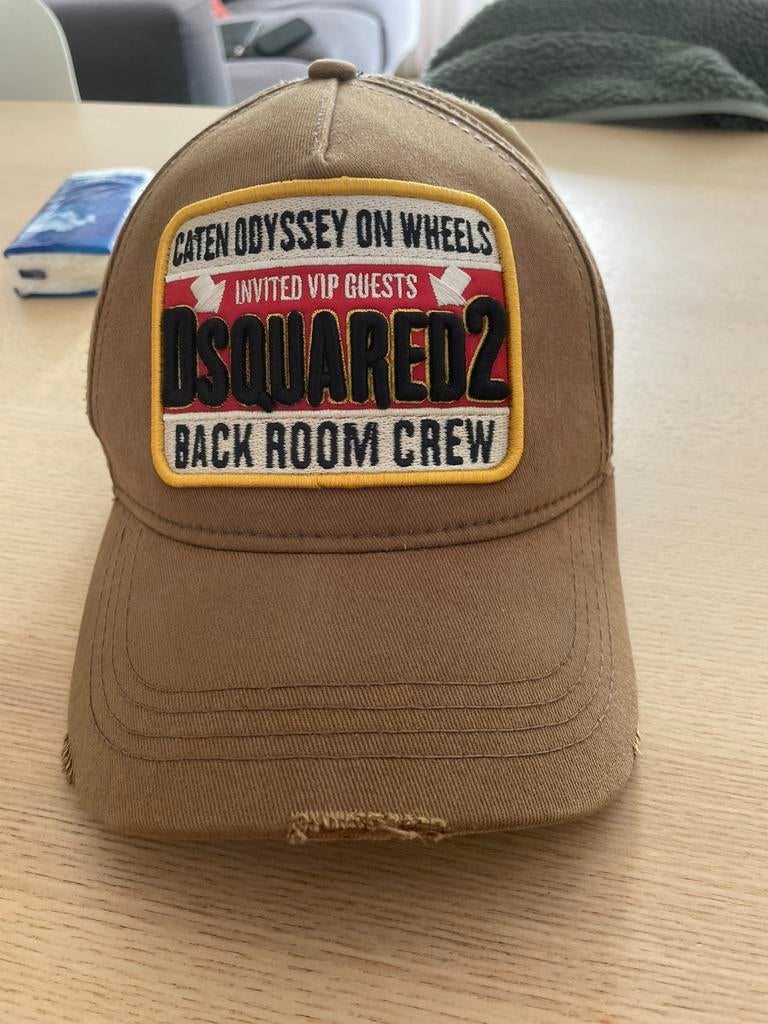 CATEN ODYSSEY ON WHEELS
INVITED VIP GUESTS
DSQUARED2
BACK ROOM CREW